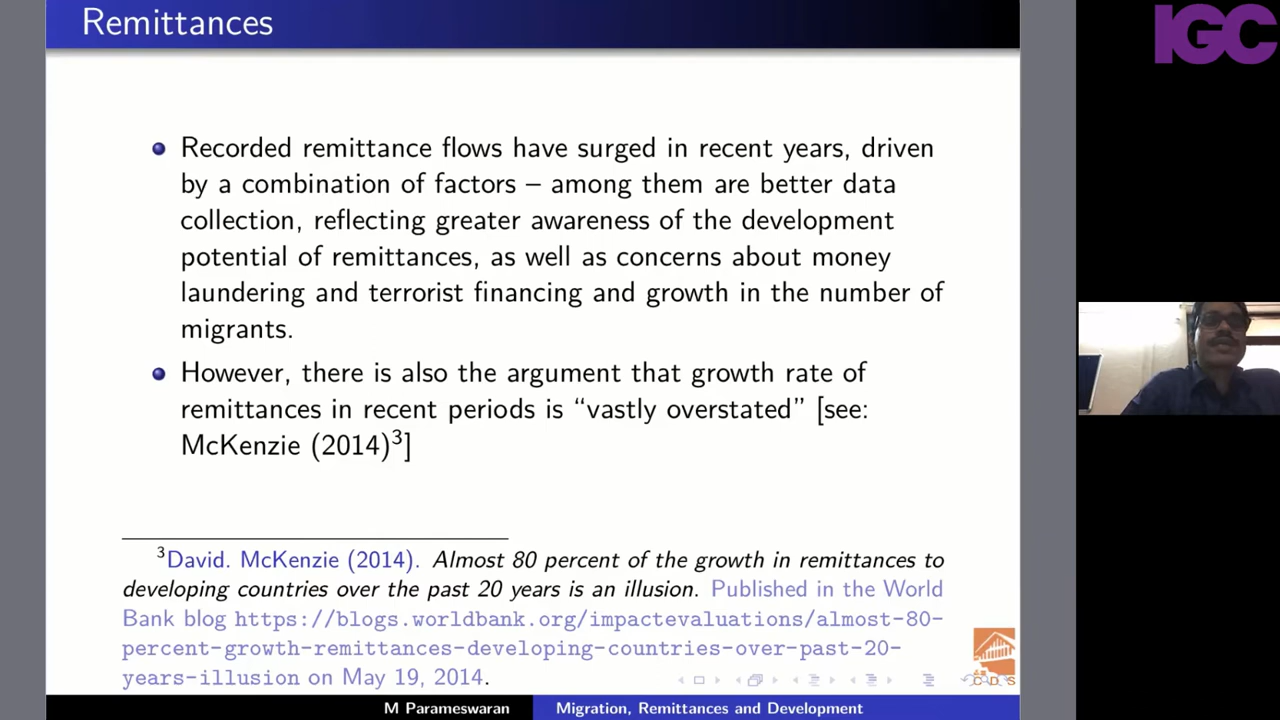 Remittances
IGC
Recorded remittance flows have surged in recent years, driven
by a combination of factors – among them are better data
collection, reflecting greater awareness of the development
potential of remittances, as well as concerns about money
laundering and terrorist financing and growth in the number of
migrants.
However, there is also the argument that growth rate of
remittances in recent periods is “vastly overstated” [see:
McKenzie (2014)3]
3David. McKenzie (2014). Almost 80 percent of the growth in remittances to
developing countries over the past 20 years is an illusion. Published in the World
Bank blog https://blogs.worldbank.org/impactevaluations/almost-80-
percent-growth-remittances-developing-countries-over-past-20-
years-illusion on May 19, 2014.
CDS
M Parameswaran
Migration, Remittances and Development